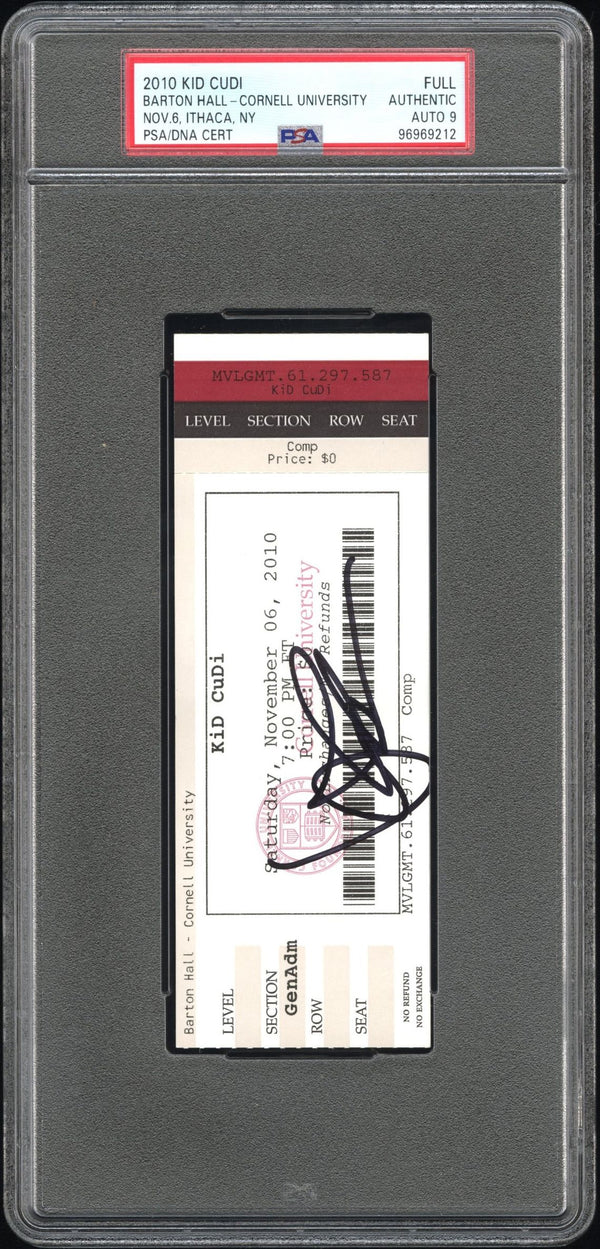 2010 KID CUDI FULL
BARTON HALL – CORNELL UNIVERSITY AUTHENTIC
NOV.6, ITHACA, NY AUTO 9
PSA/DNA CERT 96969212
PSA
MVLGMT.61.297.587
KiD CuDi
LEVEL SECTION ROW SEAT
Comp
Price: $0
Barton Hall - Cornell University
KiD CuDi
Saturday, November 06, 2010
7:00 PM ET
Cornell University
Refunds
MVLGMT.61.297.587 Comp
LEVEL
SECTION
GenAdm
ROW
SEAT
NO REFUND
NO EXCHANGE